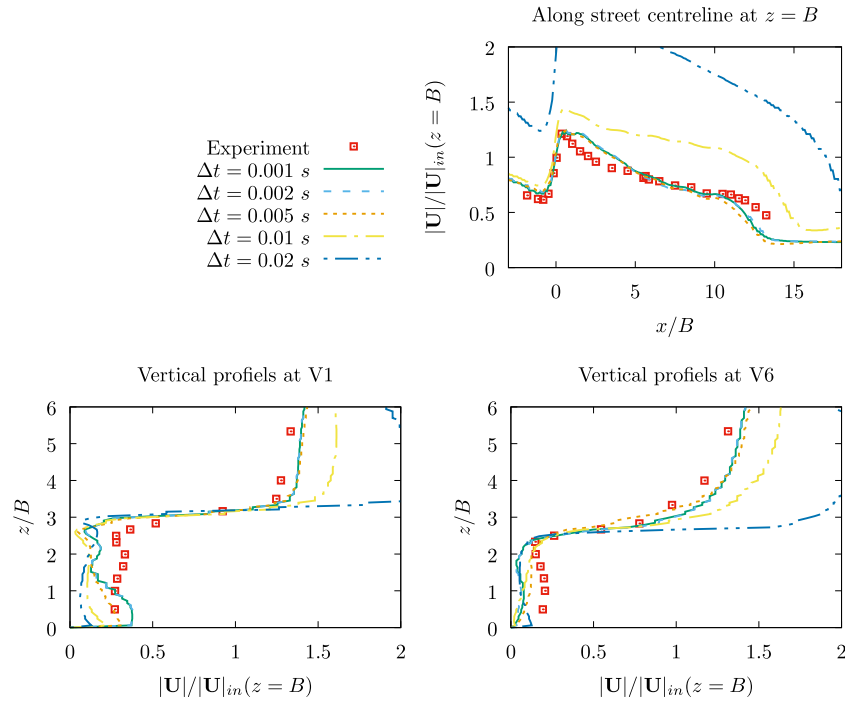 Along street centreline at z = B
Experiment
Δt = 0.001 s
Δt = 0.002 s
Δt = 0.005 s
Δt = 0.01 s
Δt = 0.02 s
|U|/|U|in(z = B)
2
1.5
1
0.5
0
0 5 10 15
x/B
Vertical profiels at V1
z/B
6
5
4
3
2
1
0
0 0.5 1 1.5 2
|U|/|U|in(z = B)
Vertical profiels at V6
z/B
6
5
4
3
2
1
0
0 0.5 1 1.5 2
|U|/|U|in(z = B)